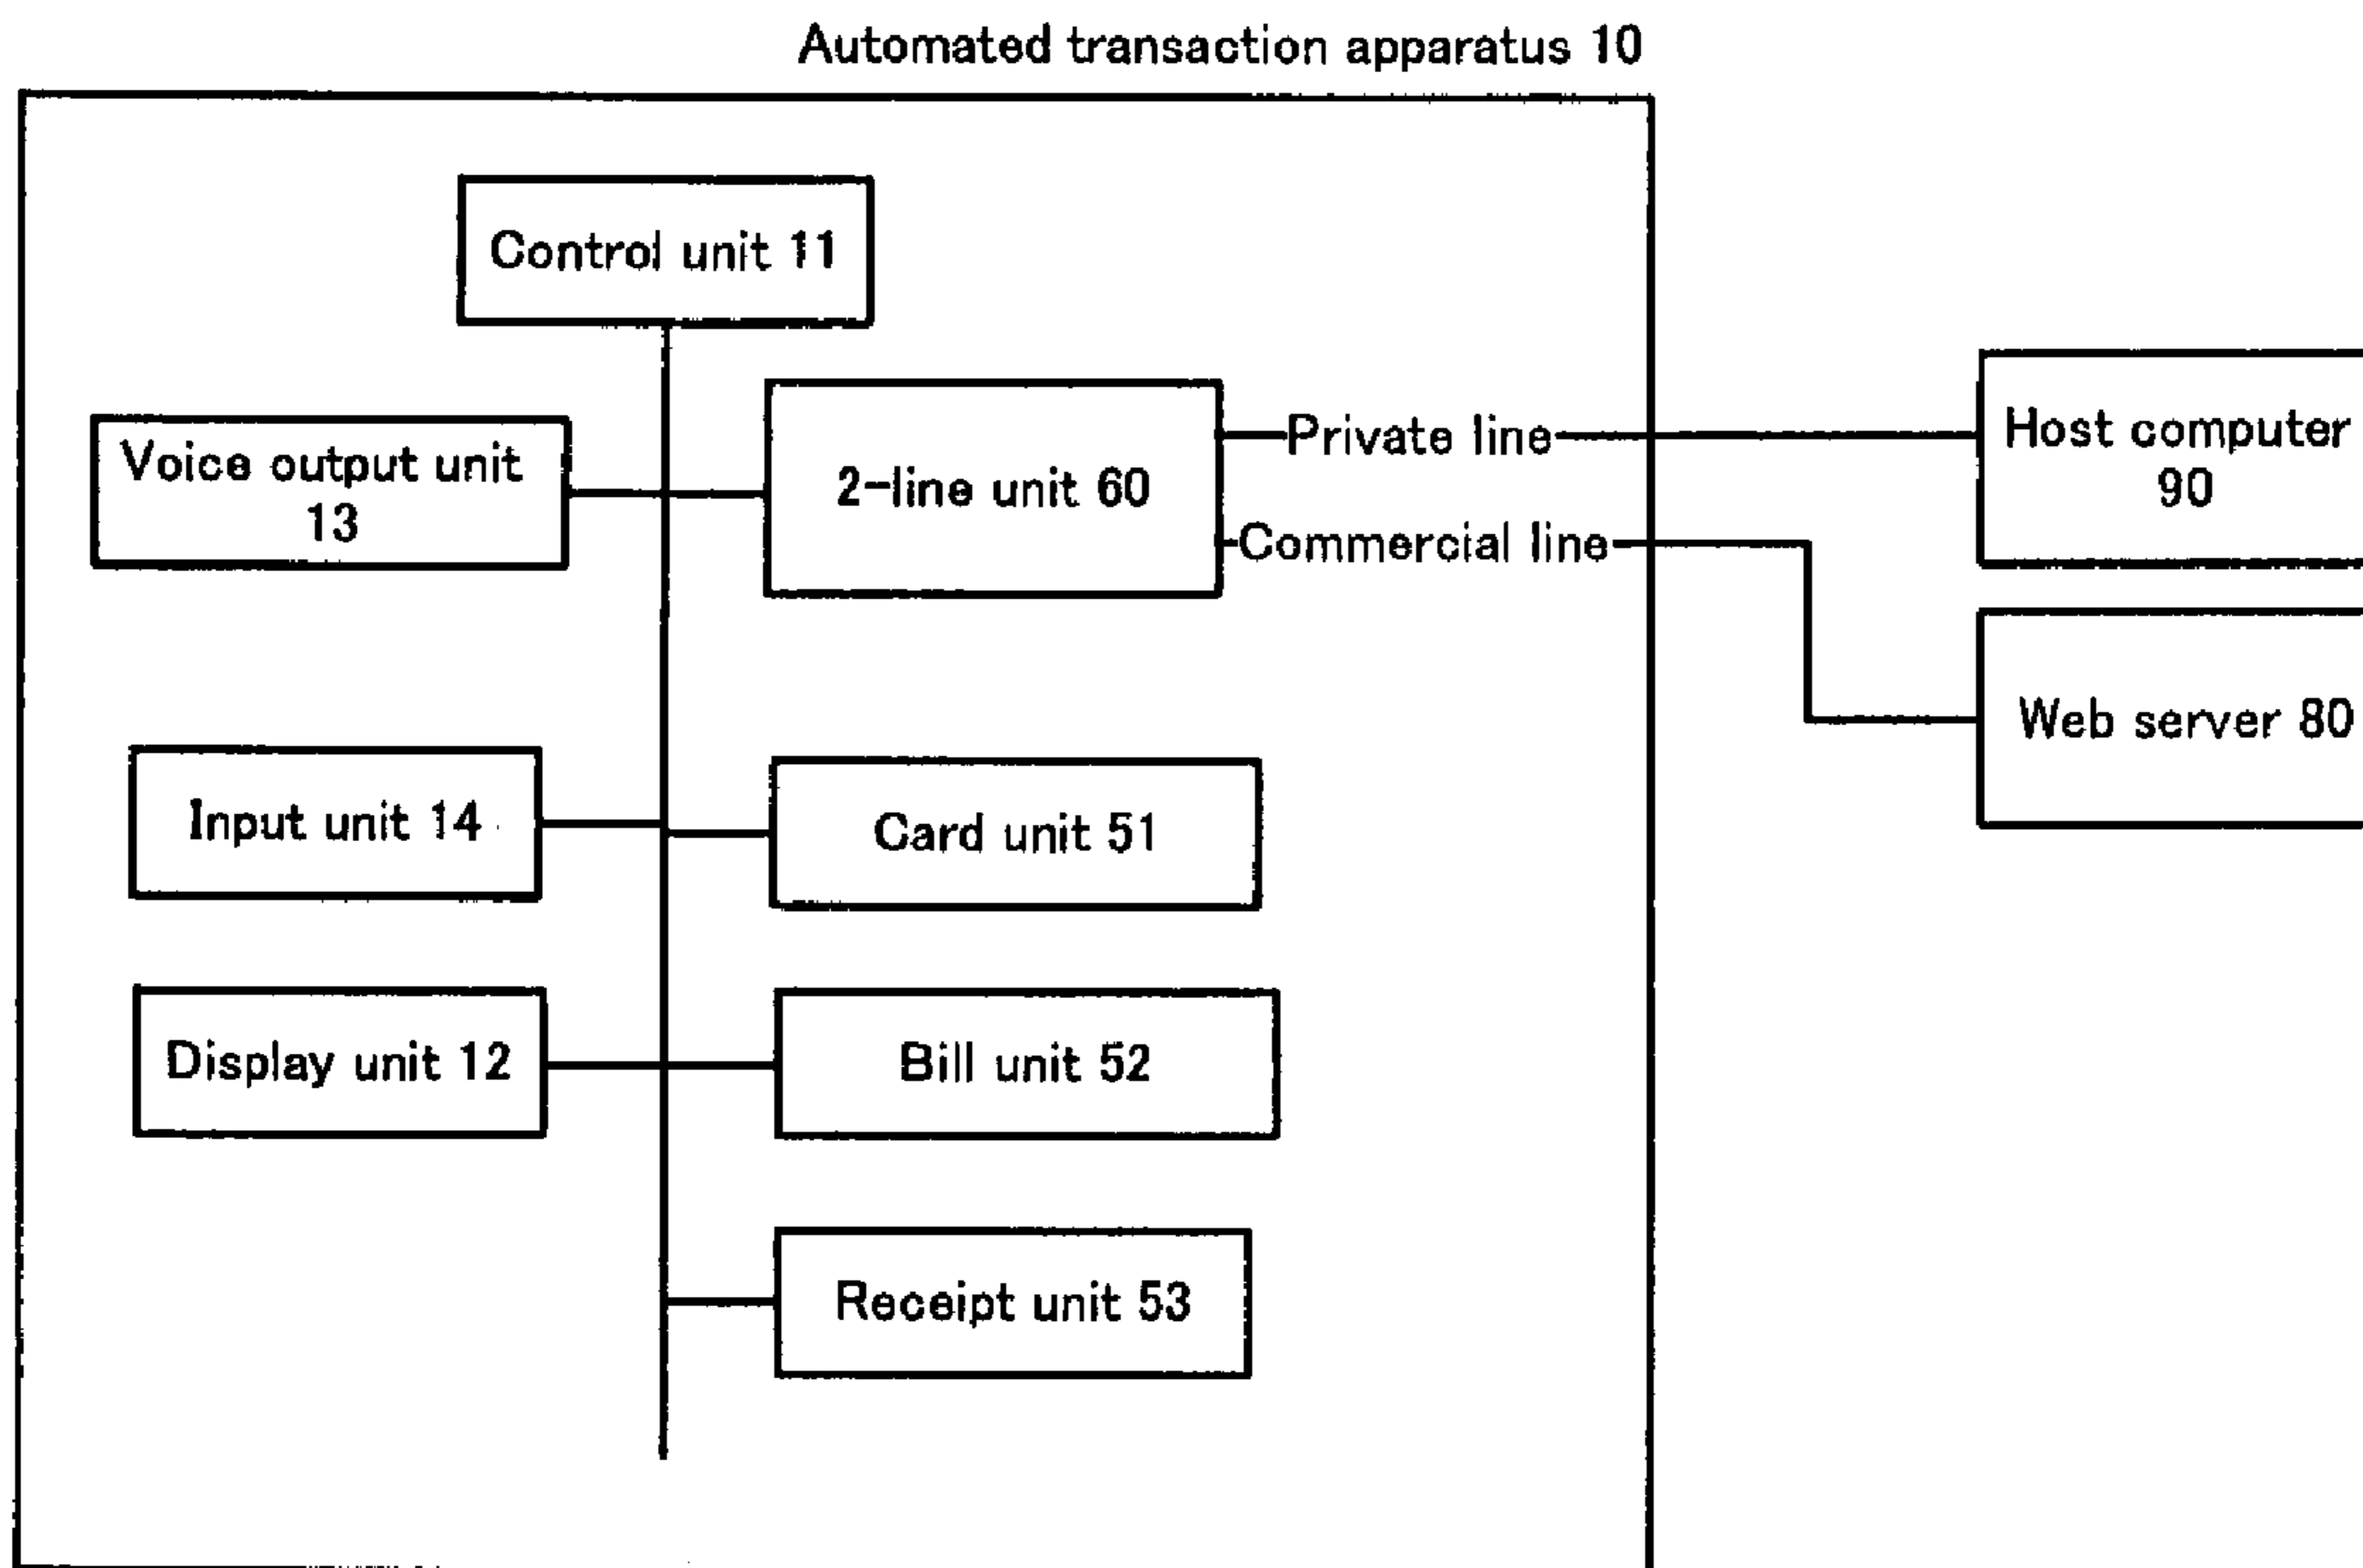 Automated transaction apparatus 10
Control unit 11
Voice output unit
13
2-line unit 60
Private line
Commercial line
Host computer
90
Web server 80
Input unit 14
Card unit 51
Display unit 12
Bill unit 52
Receipt unit 53